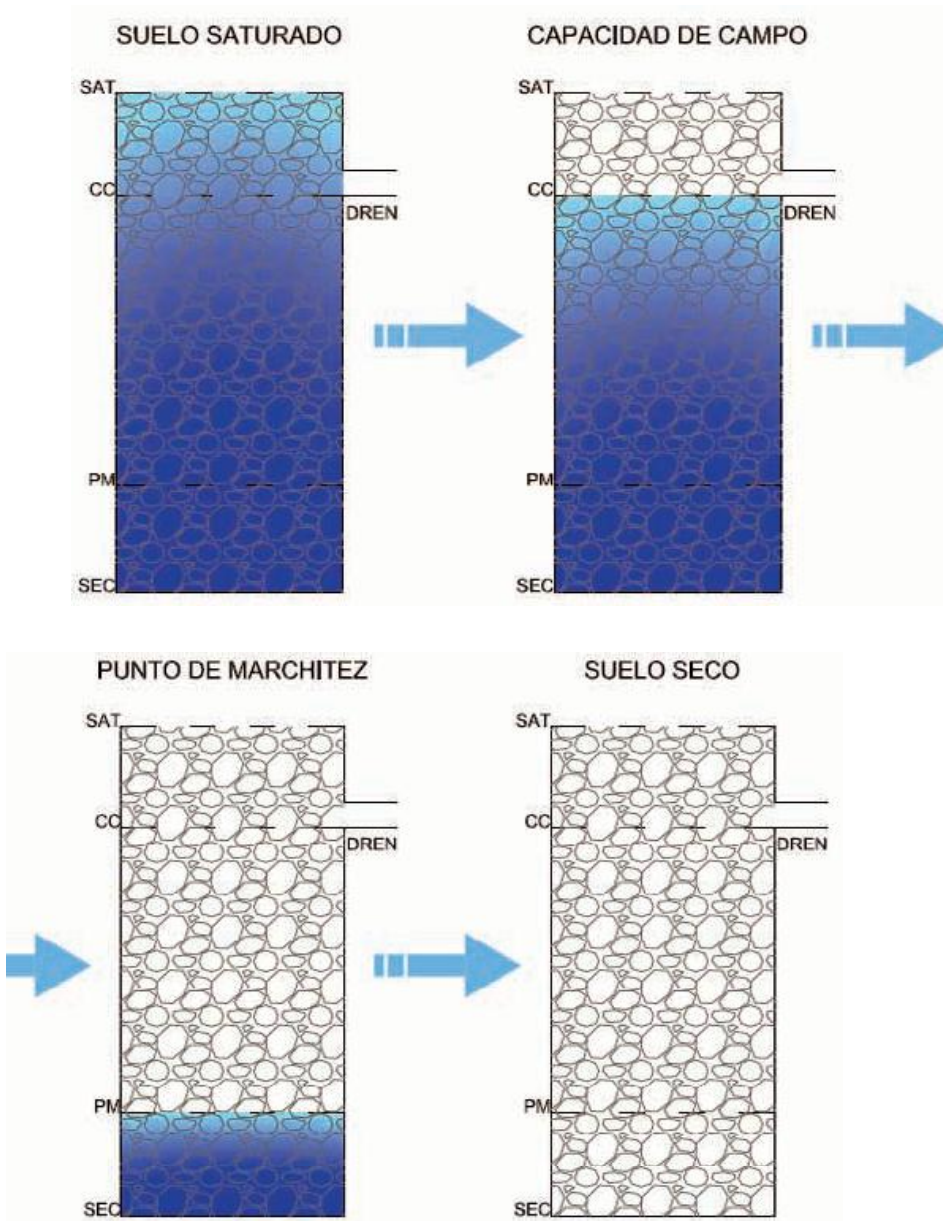 SUELO SATURADO
CAPACIDAD DE CAMPO
SAT
SAT
CC
CC
DREN
DREN
PM
PM
SEC
SEC
PUNTO DE MARCHITEZ
SUELO SECO
SAT
SAT
CC
CC
DREN
DREN
PM
PM
SEC
SEC